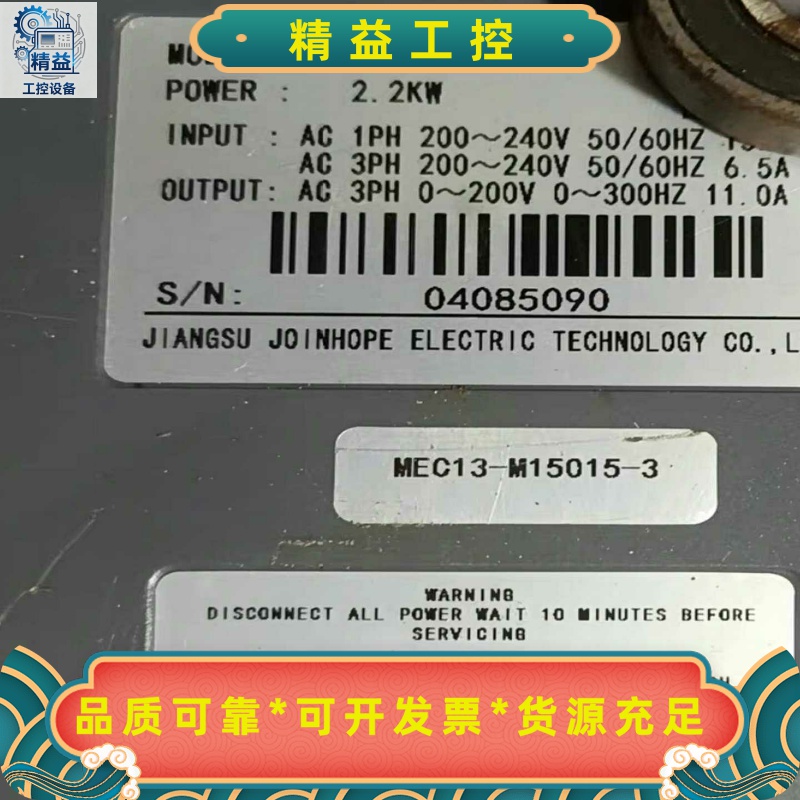 精益
工控设备
精益工控
POWER : 2.2KW
INPUT : AC 1PH 200~240V 50/60HZ
AC 3PH 200~240V 50/60HZ 6.5A
OUTPUT: AC 3PH 0~200V 0~300HZ 11.0A
S/N: 04085090
JIANGSU JOINHOPE ELECTRIC TECHNOLOGY CO.,L
MEC13-M15015-3
WARNING
DISCONNECT ALL POWER WAIT 10 MINUTES BEFORE
SERVICING
品质可靠*可开发票*货源充足